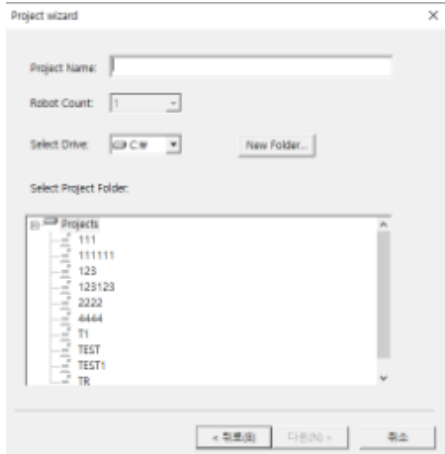 Project wizard
Project Name:
Robot Count: 1
Select Drive: C:₩ New Folder...
Select Project Folder:
Projects
111
111111
123
123123
2222
4444
T1
TEST
TEST1
TR
< 뒤로(B) 다음(N) > 취소